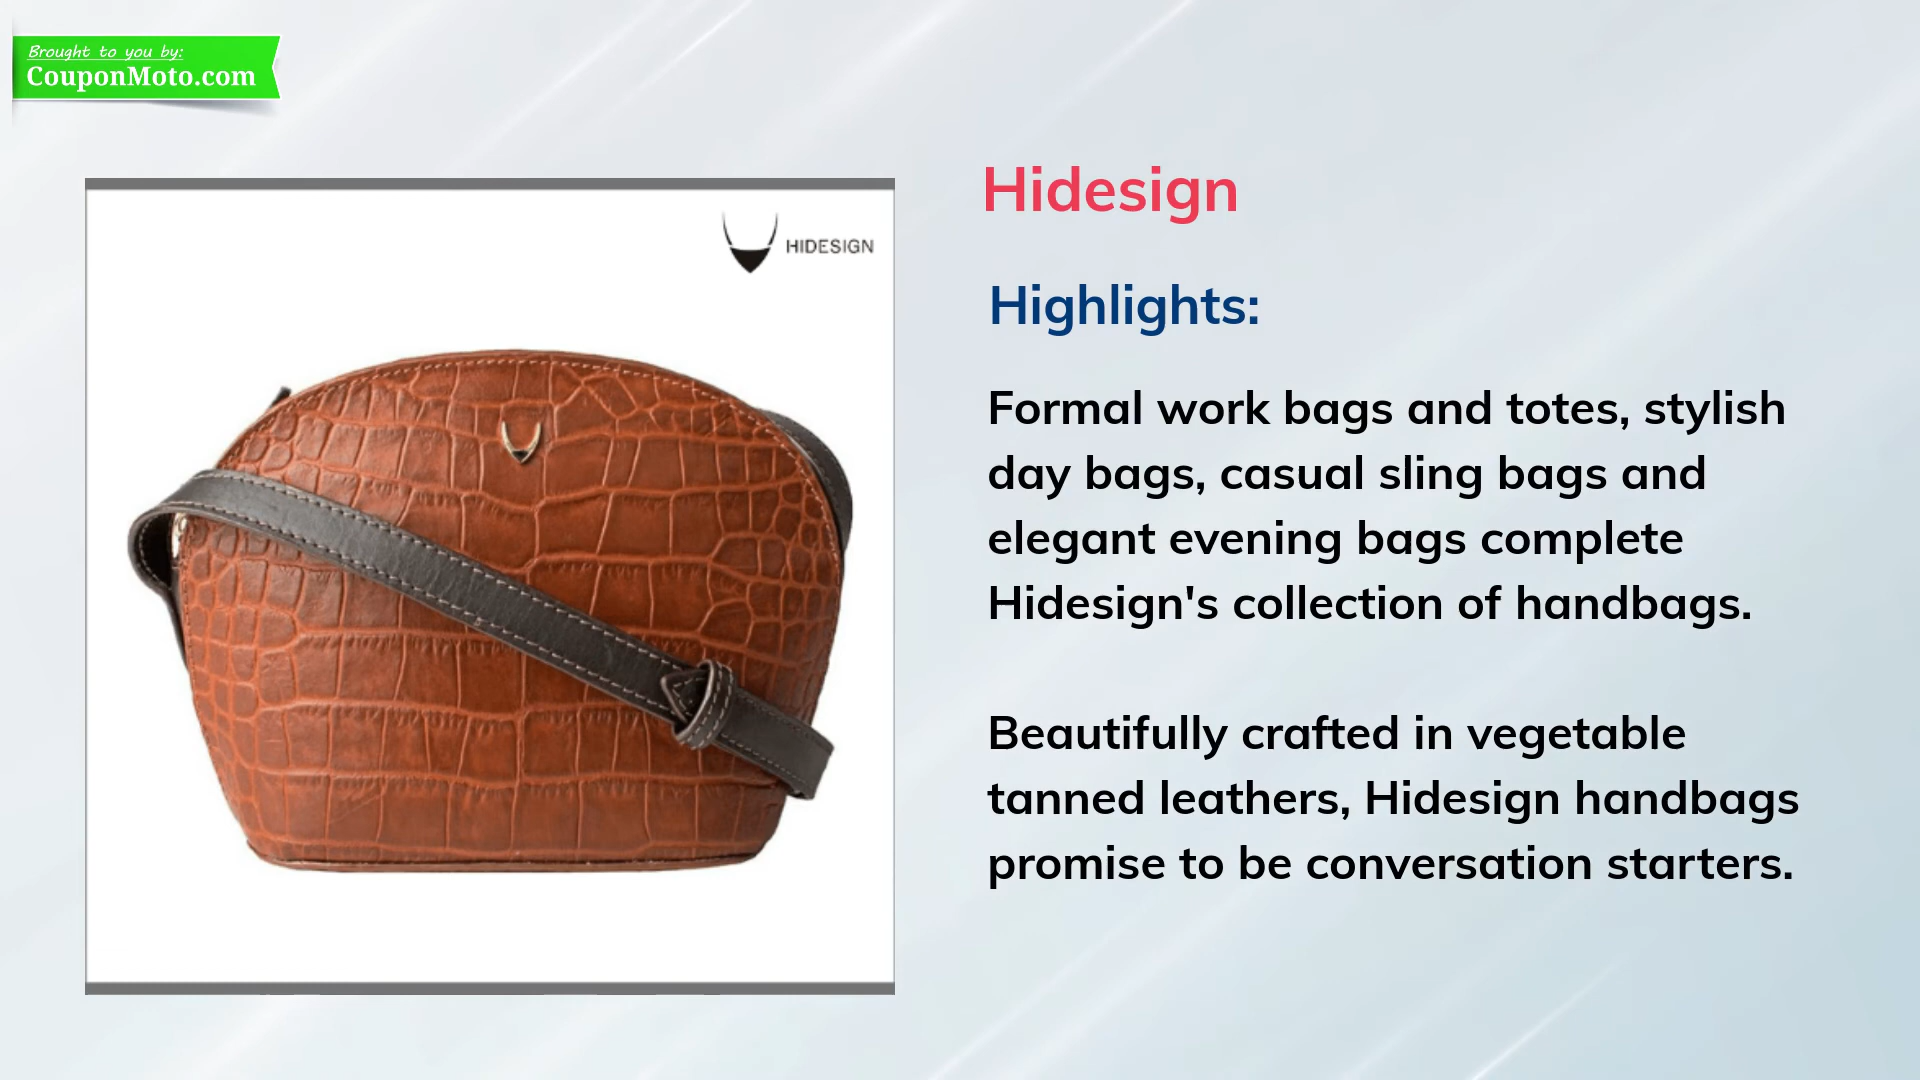 Brought to you by:
CouponMoto.com
HIDESIGN
Hidesign
Highlights:
Formal work bags and totes, stylish
day bags, casual sling bags and
elegant evening bags complete
Hidesign's collection of handbags.
Beautifully crafted in vegetable
tanned leathers, Hidesign handbags
promise to be conversation starters.